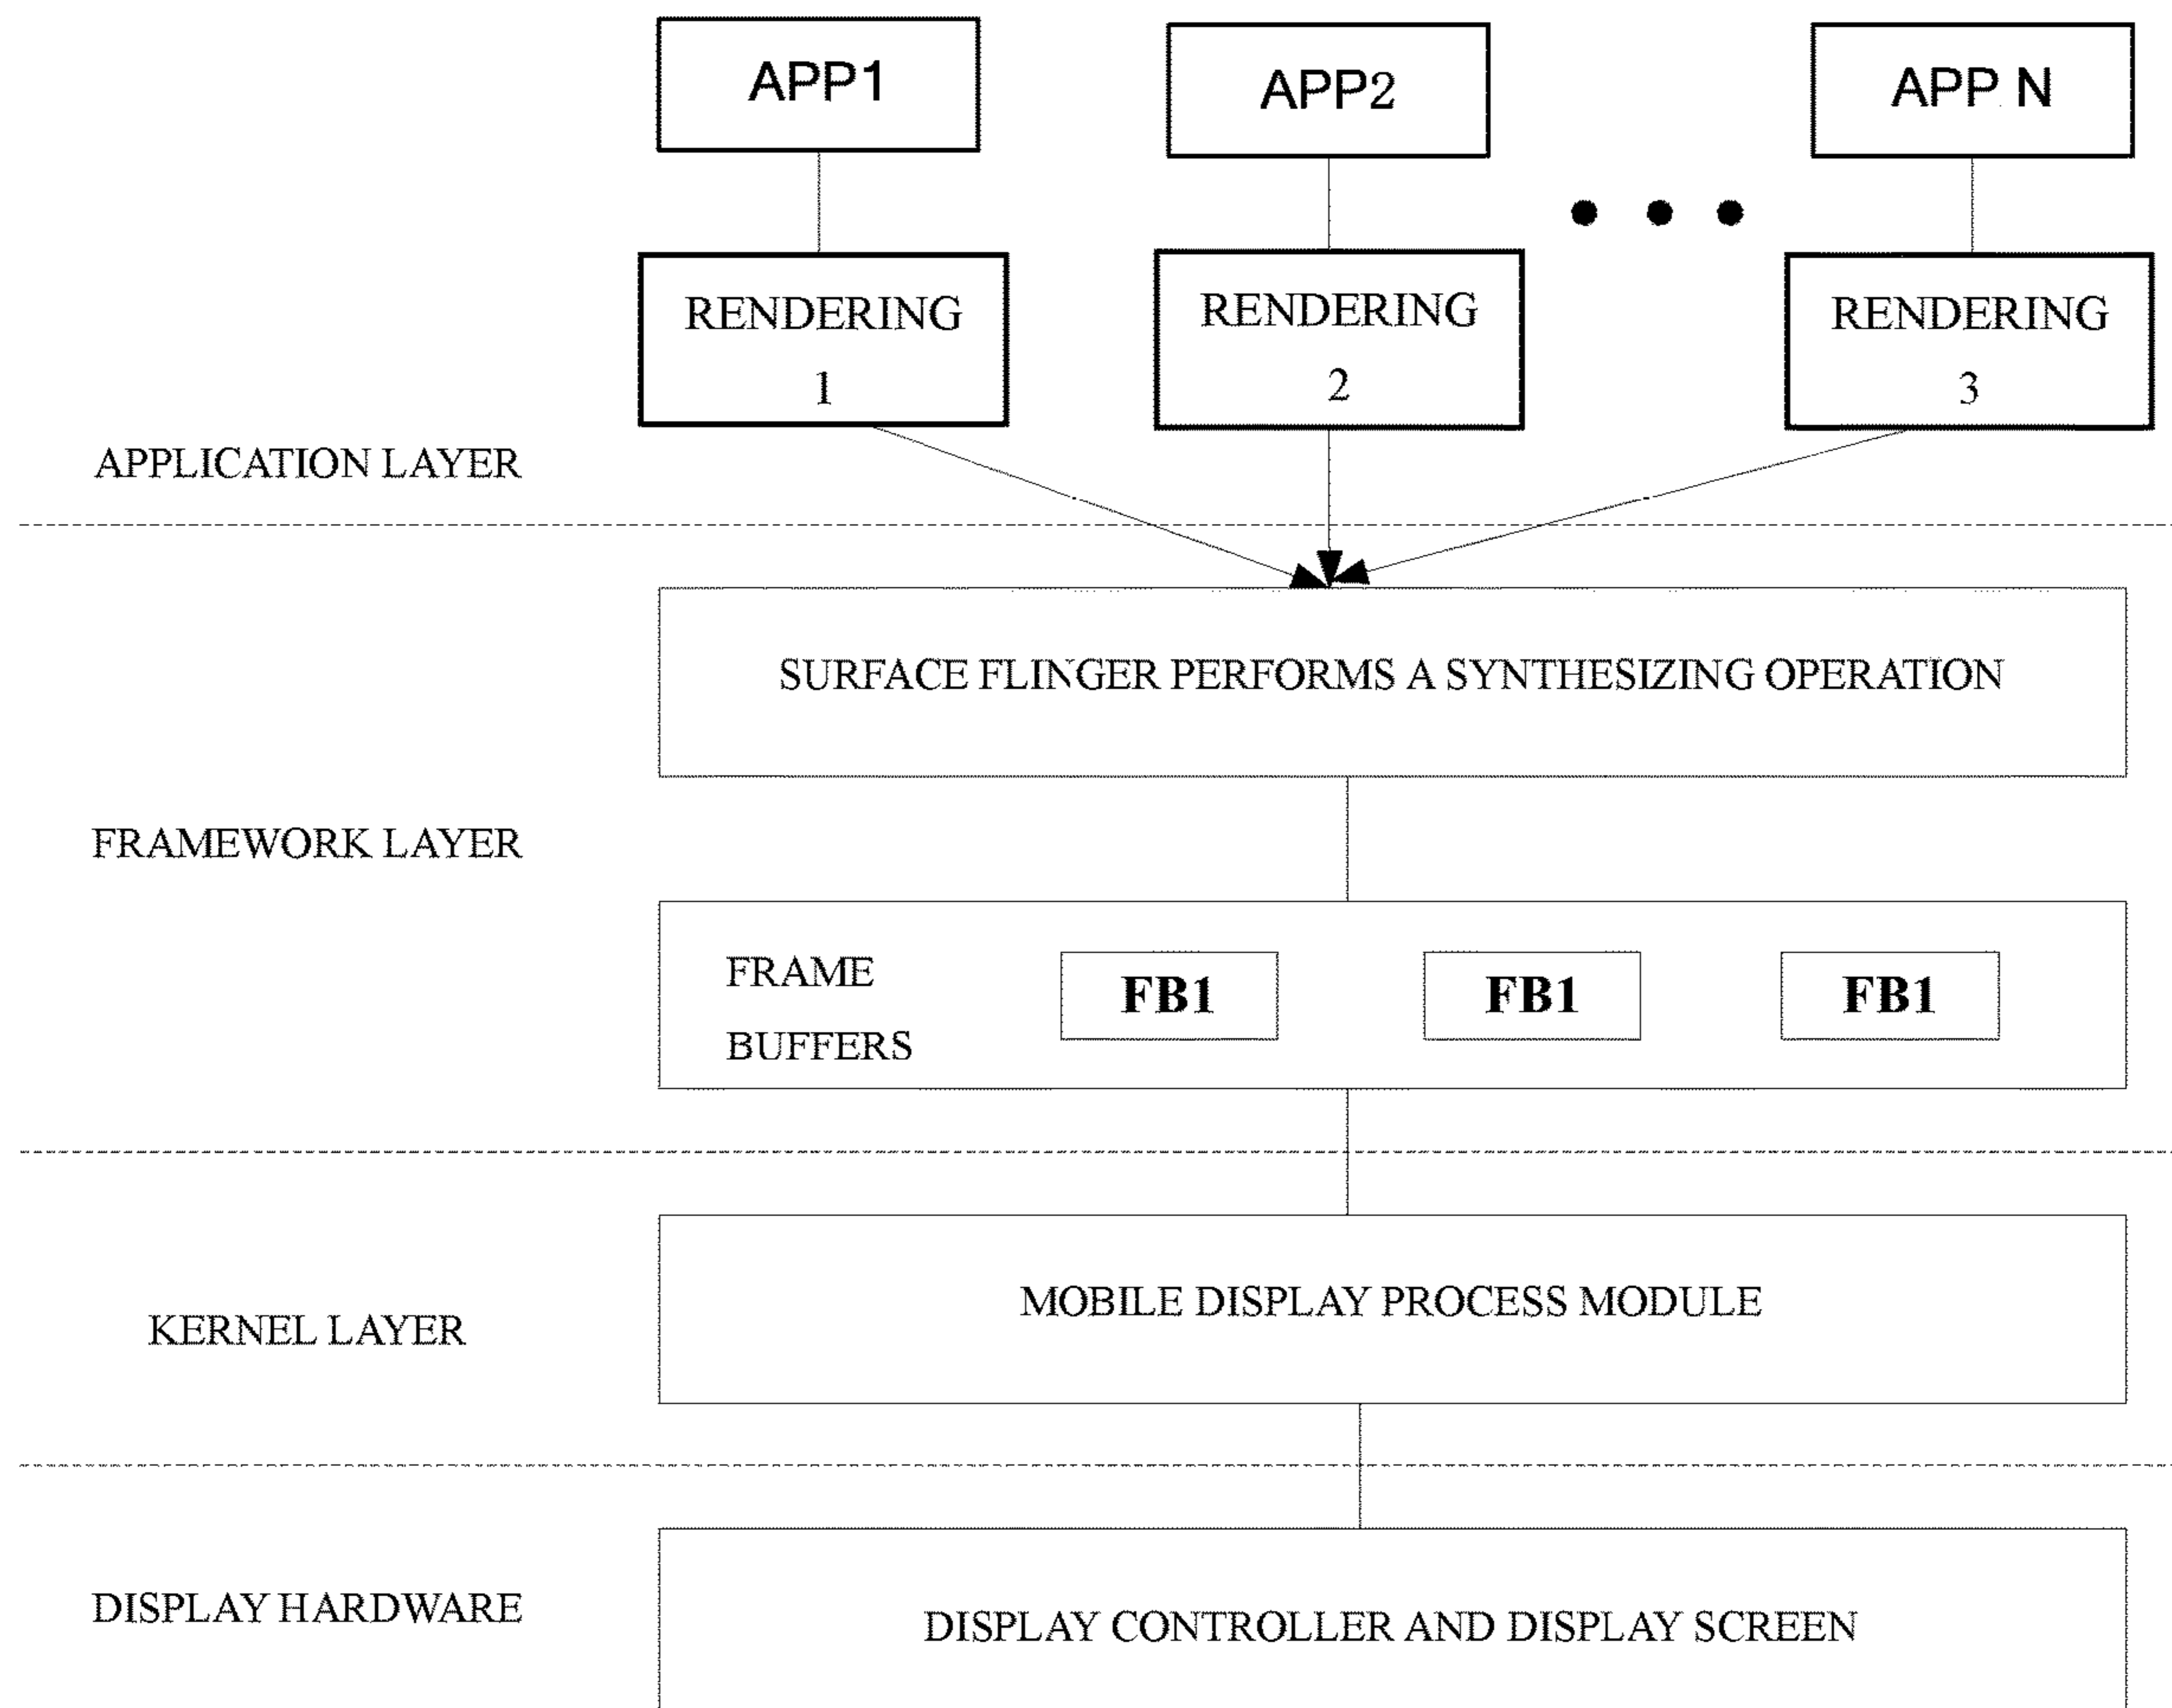 APP1
APP2
APP N
RENDERING
1
RENDERING
2
RENDERING
3
APPLICATION LAYER
SURFACE FLINGER PERFORMS A SYNTHESIZING OPERATION
FRAMEWORK LAYER
FRAME
BUFFERS
FB1
FB1
FB1
MOBILE DISPLAY PROCESS MODULE
KERNEL LAYER
DISPLAY HARDWARE
DISPLAY CONTROLLER AND DISPLAY SCREEN